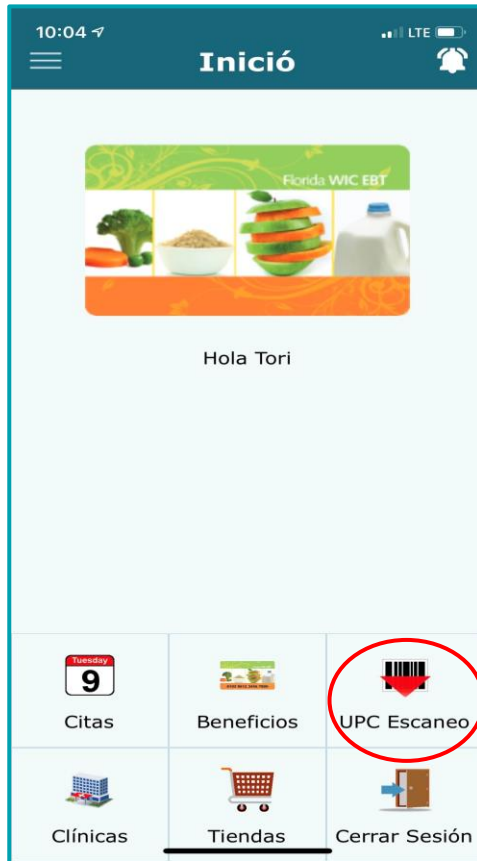 10:04
LTE
Inició
Florida WIC EBT
Hola Tori
Tuesday
9
Citas
Beneficios
UPC Escaneo
Clínicas
Tiendas
Cerrar Sesión